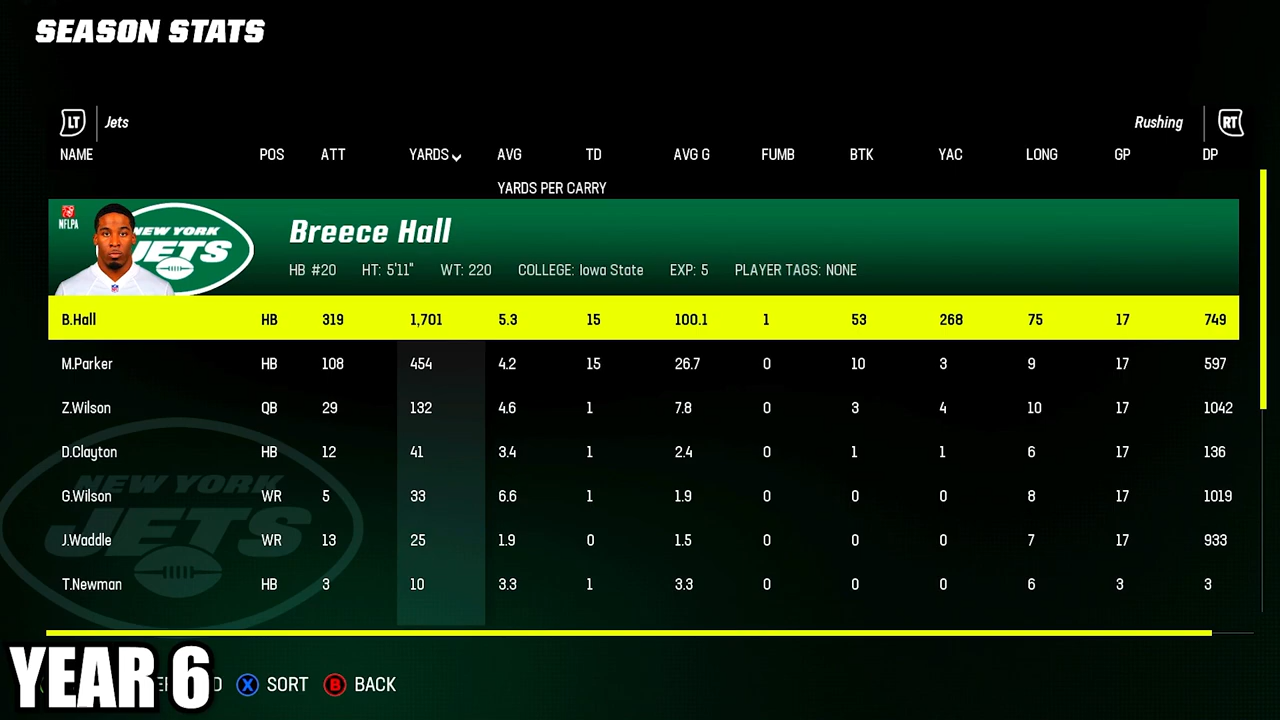 SEASON STATS
LT Jets Rushing RT
NAME POS ATT YARDS AVG TD AVG G FUMB BTK YAC LONG GP DP
YARDS PER CARRY
NFLPA
NEW YORK
JETS
Breece Hall
HB #20 HT: 5'11" WT: 220 COLLEGE: Iowa State EXP: 5 PLAYER TAGS: NONE
B.Hall HB 319 1,701 5.3 15 100.1 1 53 268 75 17 749
M.Parker HB 108 454 4.2 15 26.7 0 10 3 9 17 597
Z.Wilson QB 29 132 4.6 1 7.8 0 3 4 10 17 1042
D.Clayton HB 12 41 3.4 1 2.4 0 1 1 6 17 136
G.Wilson WR 5 33 6.6 1 1.9 0 0 0 8 17 1019
J.Waddle WR 13 25 1.9 0 1.5 0 0 0 7 17 933
T.Newman HB 3 10 3.3 1 3.3 0 0 0 6 3 3
NEW YORK
JETS
YEAR 6 X SORT B BACK